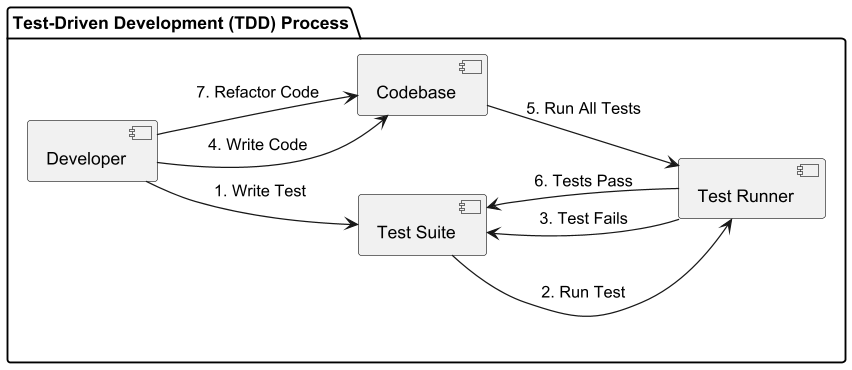 Test-Driven Development (TDD) Process
7. Refactor Code
Codebase
4. Write Code
5. Run All Tests
Developer
1. Write Test
6. Tests Pass
Test Runner
3. Test Fails
Test Suite
2. Run Test